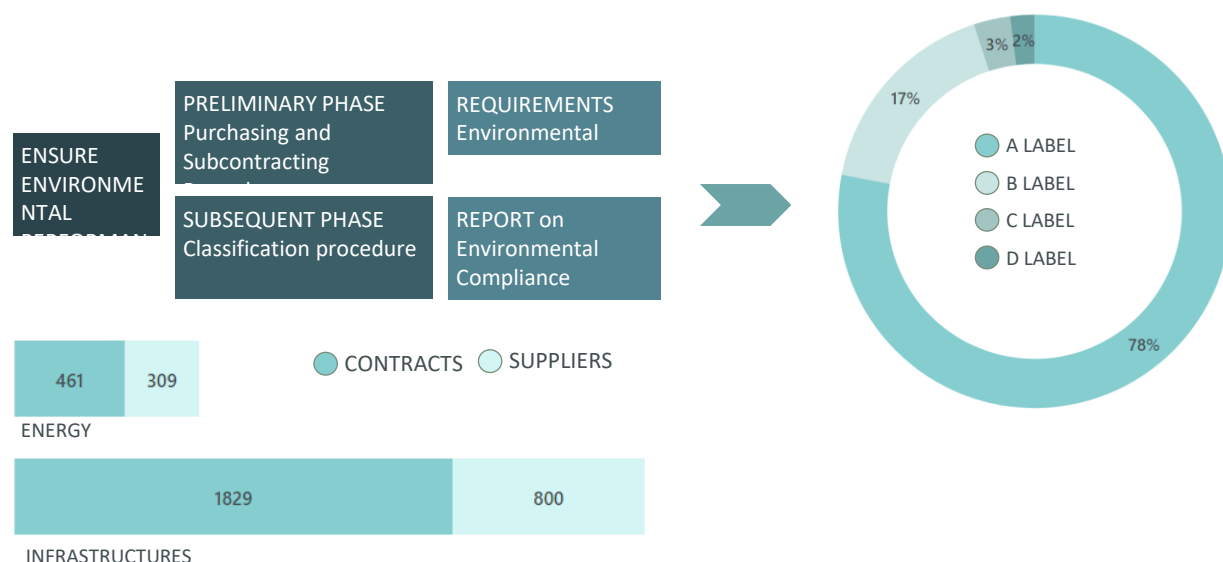 ENSURE
ENVIRONME
NTAL
PERFORMAN
PRELIMINARY PHASE
Purchasing and
Subcontracting
SUBSEQUENT PHASE
Classification procedure
REQUIREMENTS
Environmental
REPORT on
Environmental
Compliance
3%
2%
17%
A LABEL
B LABEL
C LABEL
D LABEL
78%
CONTRACTS
SUPPLIERS
461
309
ENERGY
1829
800
INFRASTRUCTURES